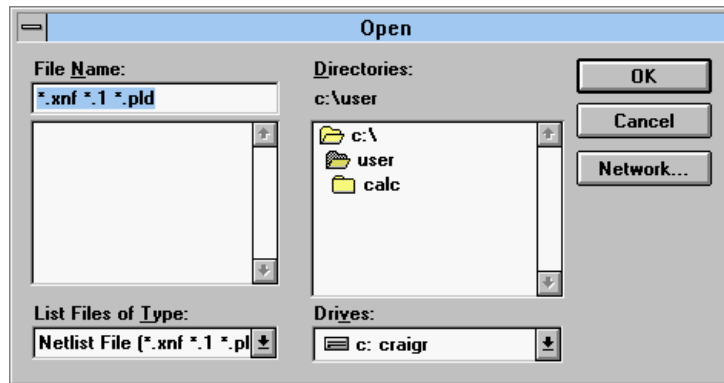 Open
File Name:
*.xnf *.1 *.pld
Directories:
c:\user
c:\
user
calc
OK
Cancel
Network...
List Files of Type:
Netlist File (*.xnf *.1 *.pl
Drives:
c: craigr